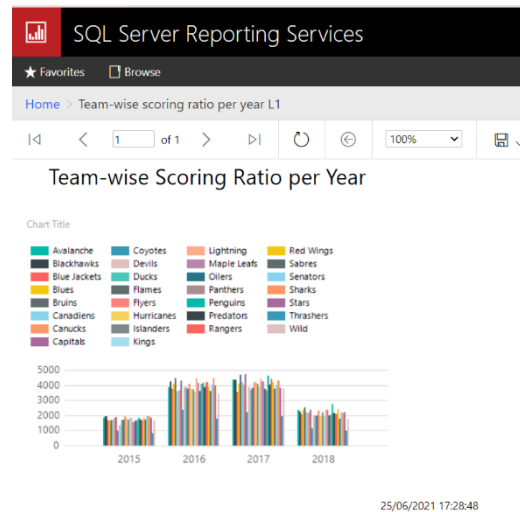 SQL Server Reporting Services
Favorites Browse
Home > Team-wise scoring ratio per year L1
1 of 1 100%
Team-wise Scoring Ratio per Year
Chart Title
Avalanche Coyotes Lightning Red Wings
Blackhawks Devils Maple Leafs Sabres
Blue Jackets Ducks Oilers Senators
Blues Flames Panthers Sharks
Bruins Flyers Penguins Stars
Canadiens Hurricanes Predators Thrashers
Canucks Islanders Rangers Wild
Capitals Kings
5000
4000
3000
2000
1000
0
2015 2016 2017 2018
25/06/2021 17:28:48